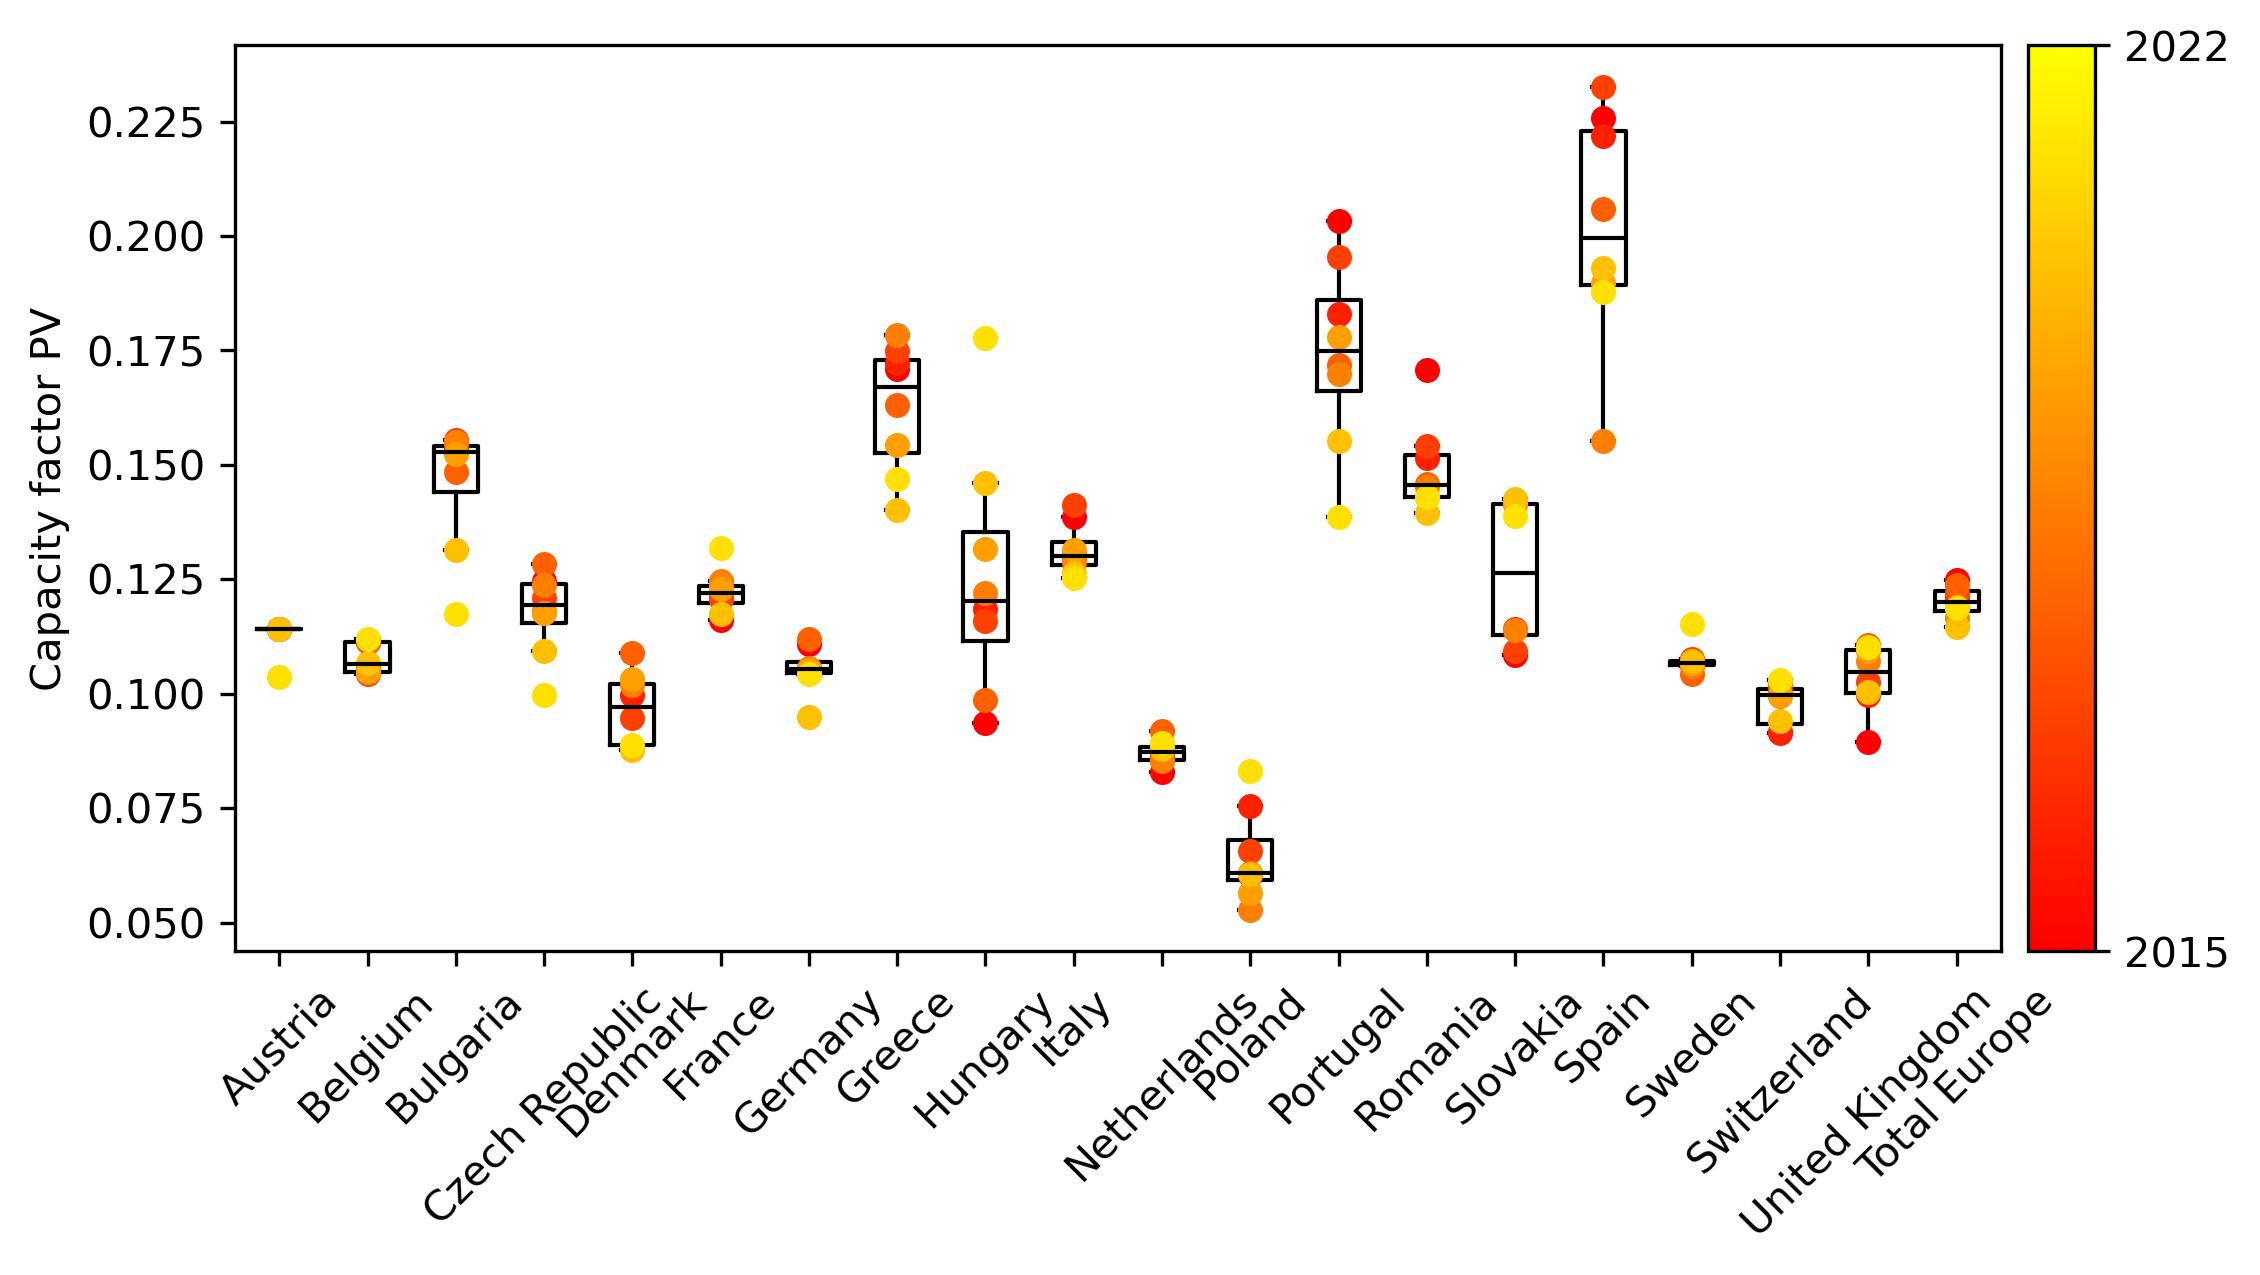 Capacity factor PV
0.225
0.200
0.175
0.150
0.125
0.100
0.075
0.050
Austria
Belgium
Bulgaria
Czech Republic
Denmark
France
Germany
Greece
Hungary
Italy
Netherlands
Poland
Portugal
Romania
Slovakia
Spain
Sweden
Switzerland
United Kingdom
Total Europe
2022
2015